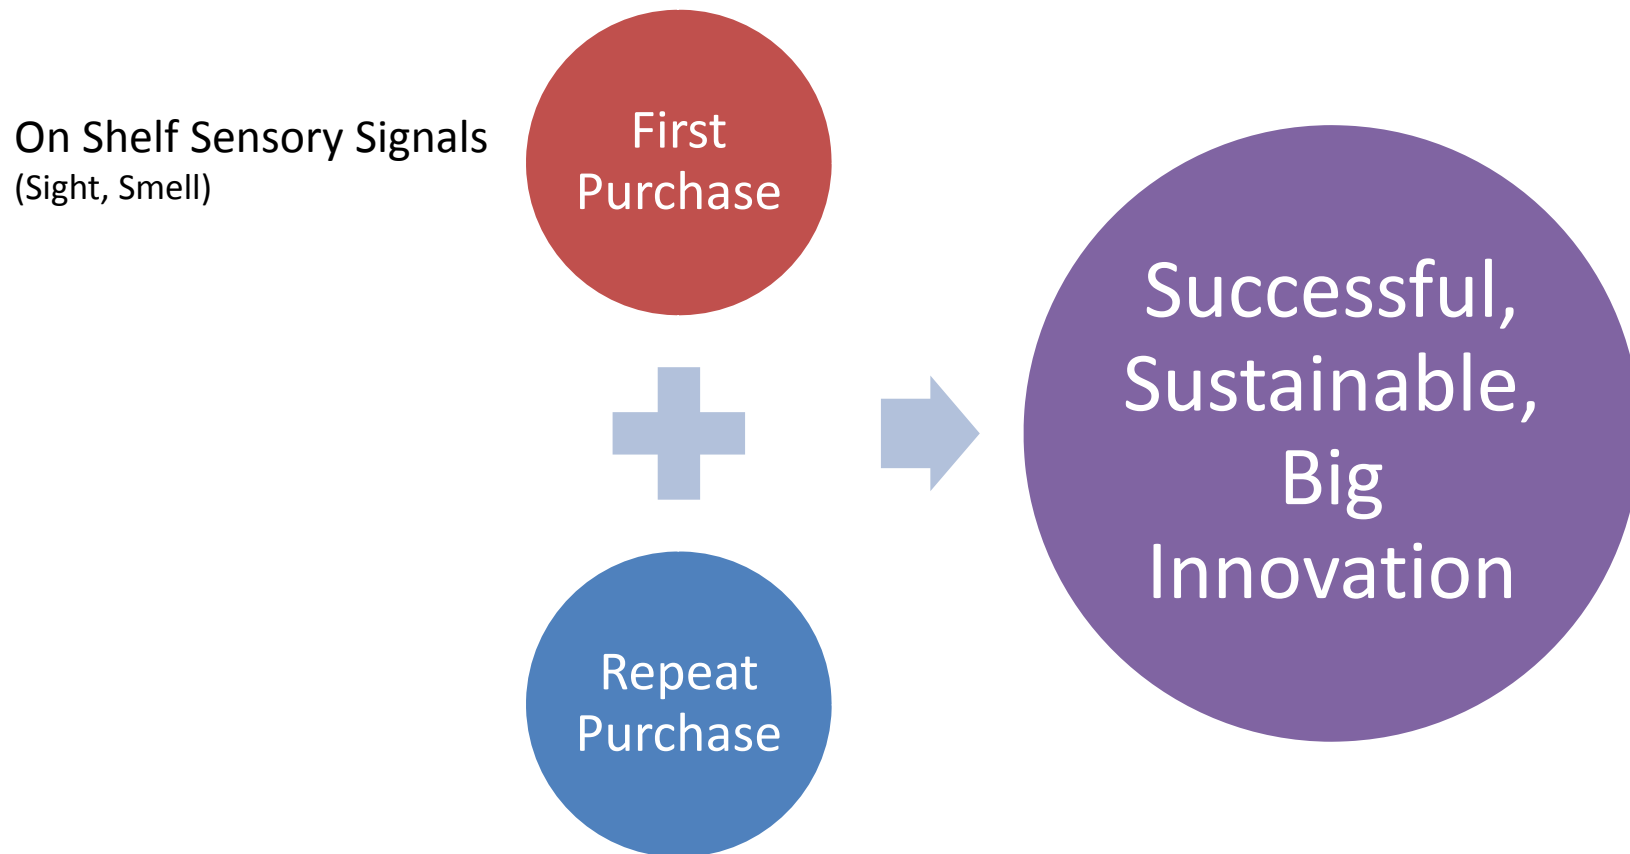 On Shelf Sensory Signals
(Sight, Smell)
First
Purchase
Repeat
Purchase
Successful,
Sustainable,
Big
Innovation